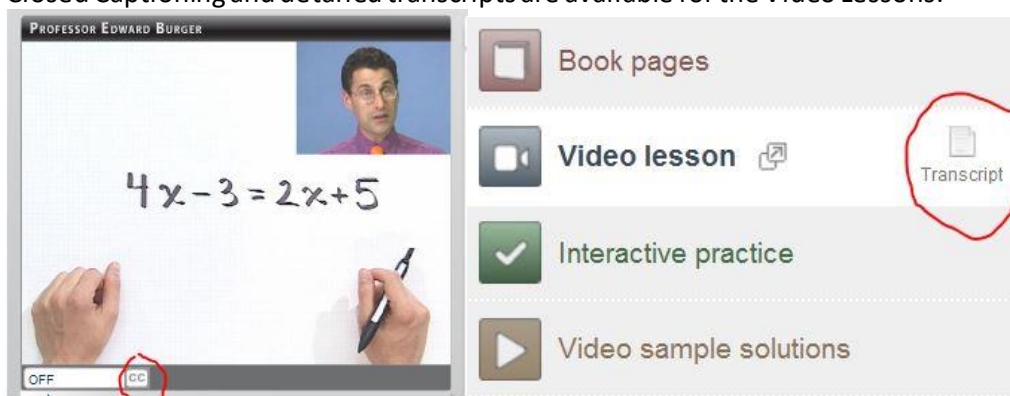 Closed Captioning and detailed transcripts are available for the Video Lessons.
PROFESSOR EDWARD BURGER
4x-3=2x+5
OFF
CC
Book pages
Video lesson
Transcript
Interactive practice
Video sample solutions